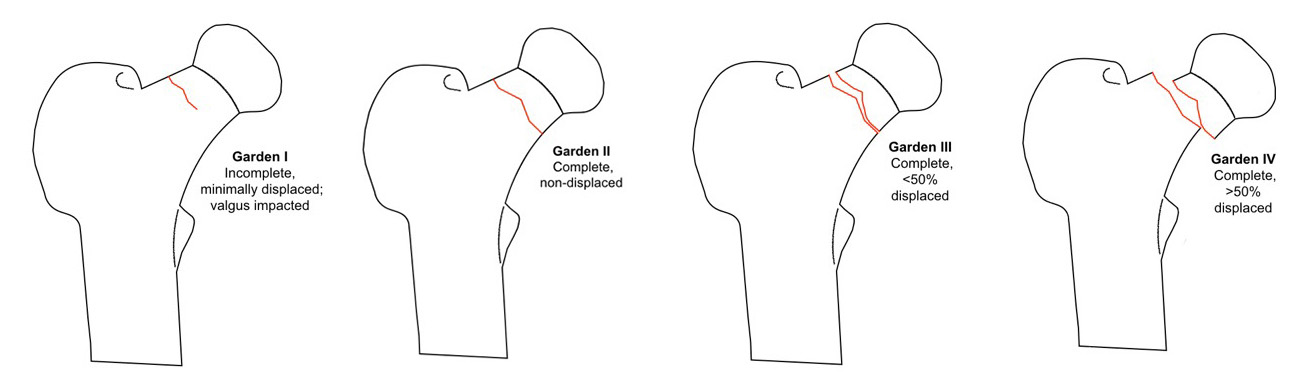 Garden I
Incomplete,
minimally displaced;
valgus impacted
Garden II
Complete,
non-displaced
Garden III
Complete,
<50%
displaced
Garden IV
Complete,
>50%
displaced